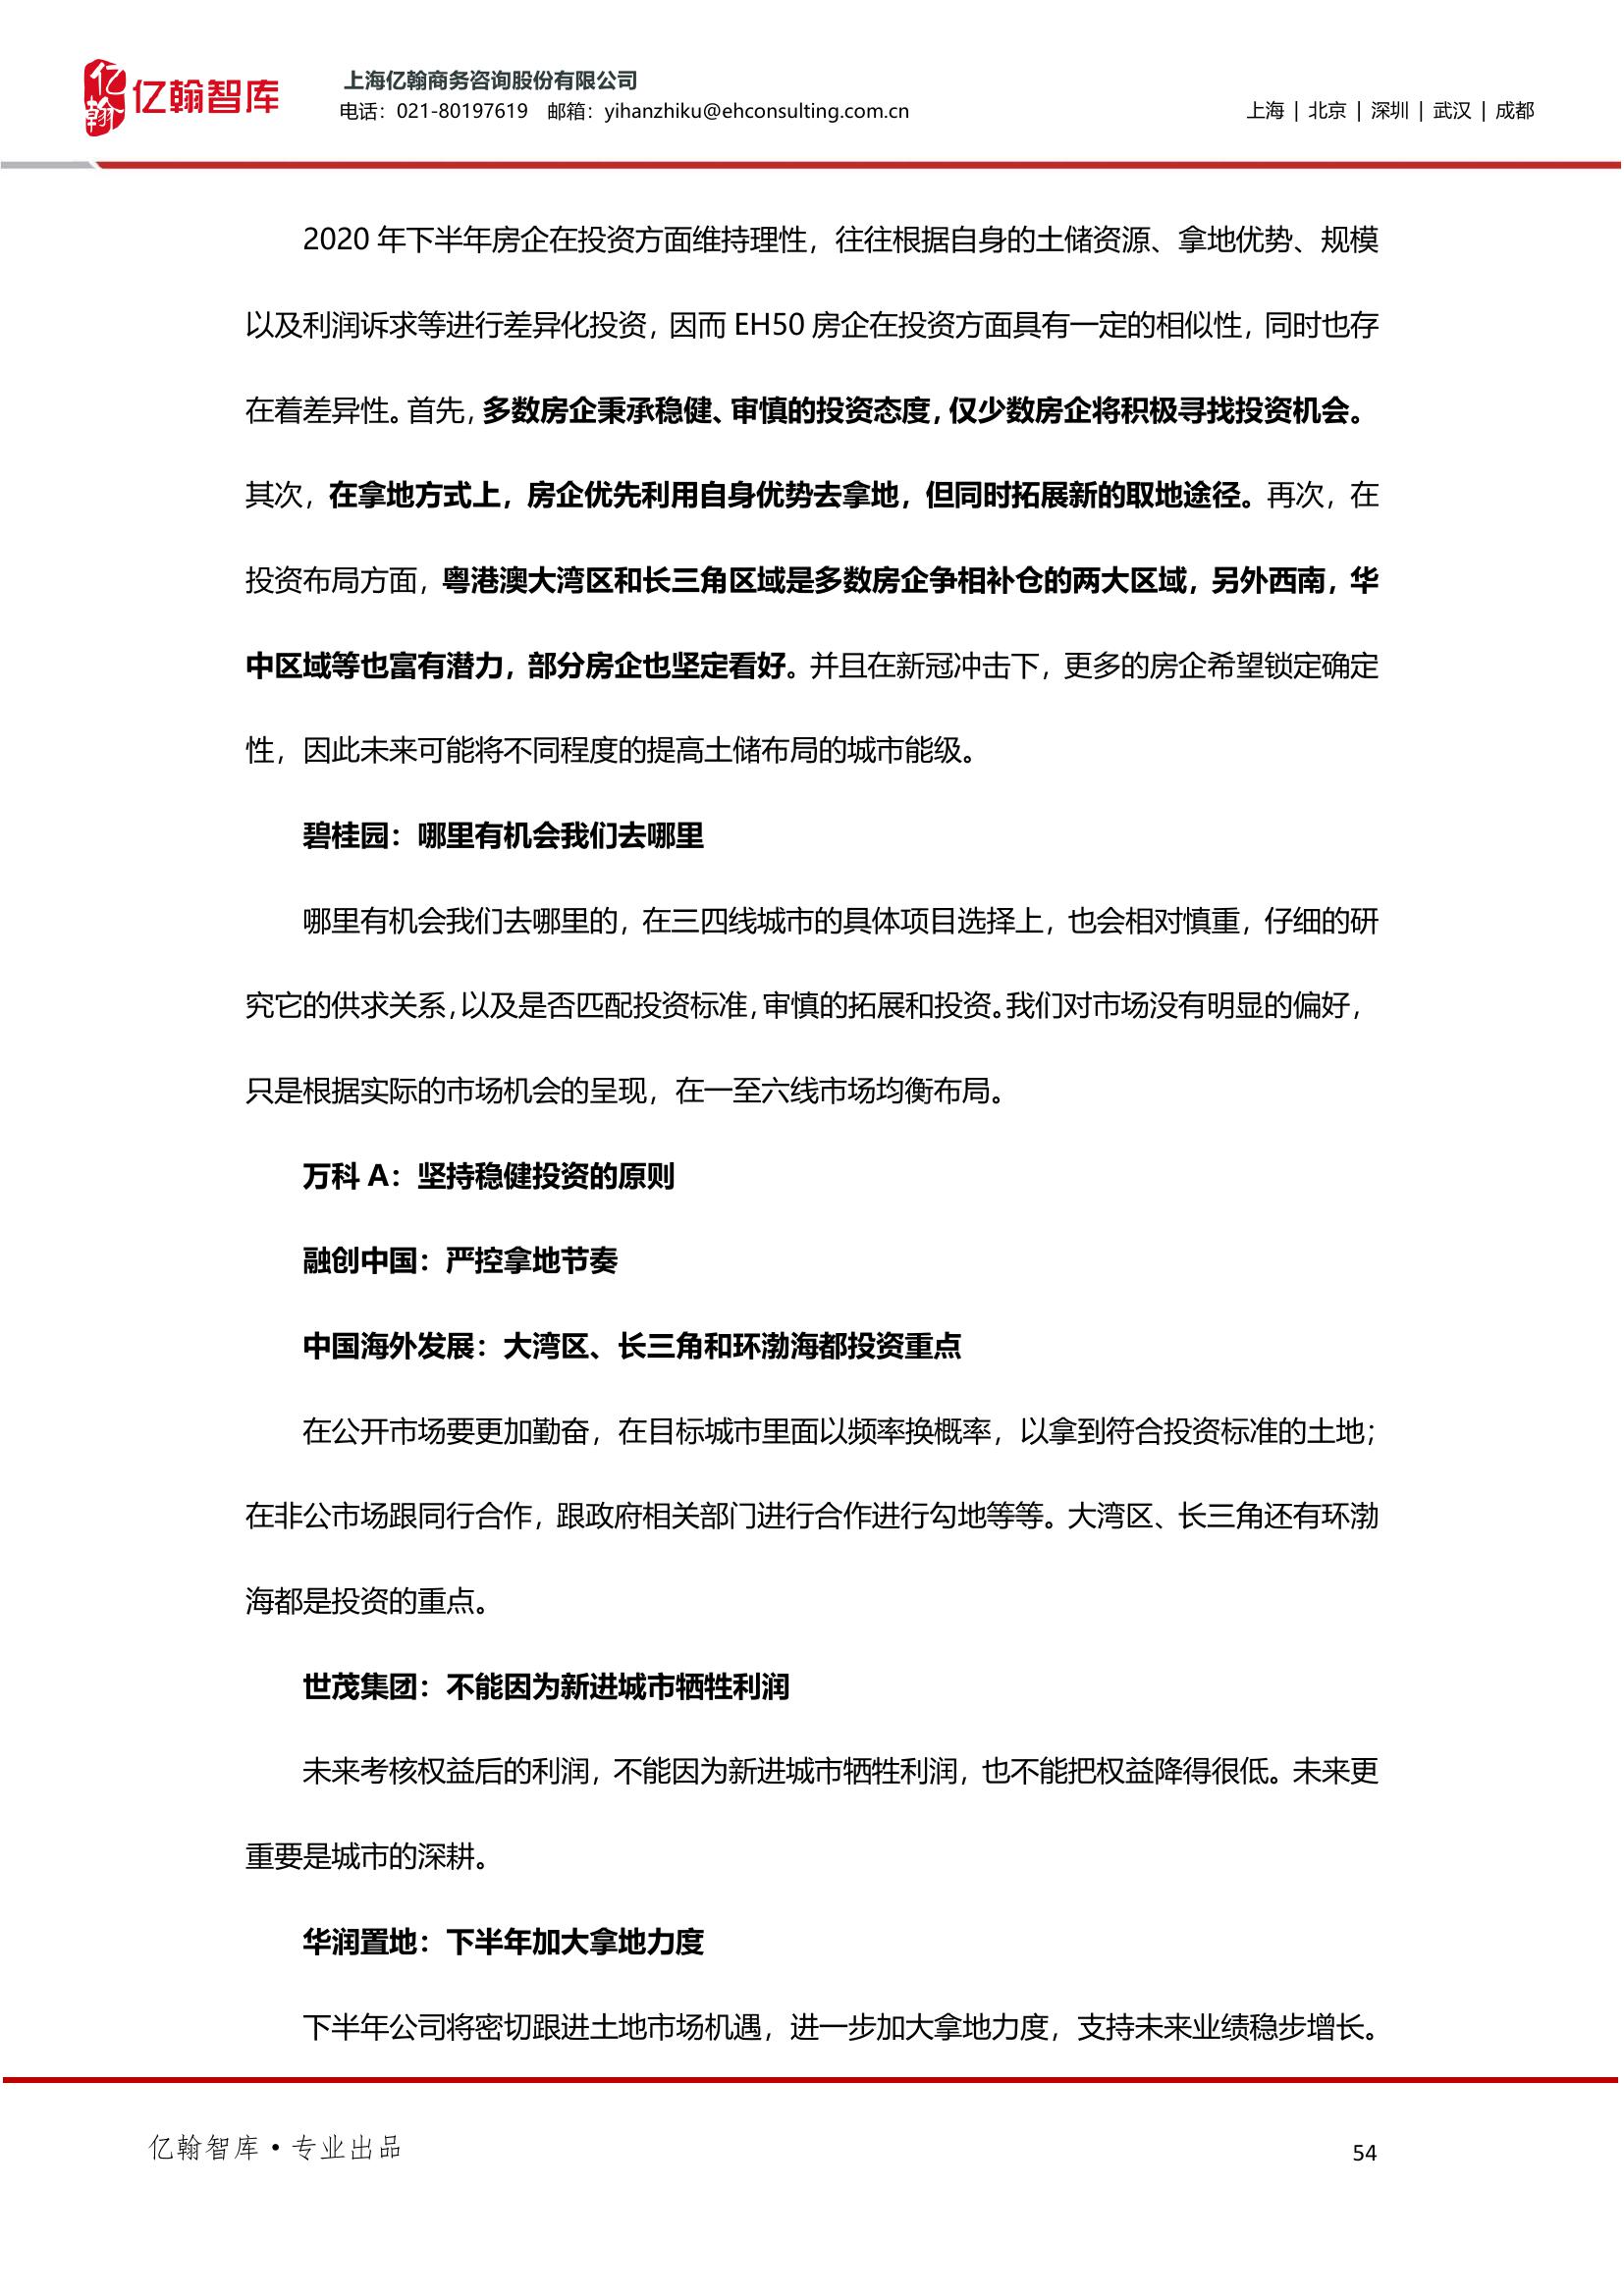 亿翰
亿翰智库
上海亿翰商务咨询股份有限公司
电话：021-80197619 邮箱：yihanzhiku@ehconsulting.com.cn
上海 | 北京 | 深圳 | 武汉 | 成都
2020 年下半年房企在投资方面维持理性，往往根据自身的土储资源、拿地优势、规模
以及利润诉求等进行差异化投资，因而 EH50 房企在投资方面具有一定的相似性，同时也存
在着差异性。首先，多数房企秉承稳健、审慎的投资态度，仅少数房企将积极寻找投资机会。
其次，在拿地方式上，房企优先利用自身优势去拿地，但同时拓展新的取地途径。再次，在
投资布局方面，粤港澳大湾区和长三角区域是多数房企争相补仓的两大区域，另外西南，华
中区域等也富有潜力，部分房企也坚定看好。并且在新冠冲击下，更多的房企希望锁定确定
性，因此未来可能将不同程度的提高土储布局的城市能级。
碧桂园：哪里有机会我们去哪里
哪里有机会我们去哪里的，在三四线城市的具体项目选择上，也会相对慎重，仔细的研
究它的供求关系，以及是否匹配投资标准，审慎的拓展和投资。我们对市场没有明显的偏好，
只是根据实际的市场机会的呈现，在一至六线市场均衡布局。
万科 A：坚持稳健投资的原则
融创中国：严控拿地节奏
中国海外发展：大湾区、长三角和环渤海都投资重点
在公开市场要更加勤奋，在目标城市里面以频率换概率，以拿到符合投资标准的土地；
在非公市场跟同行合作，跟政府相关部门进行合作进行勾地等等。大湾区、长三角还有环渤
海都是投资的重点。
世茂集团：不能因为新进城市牺牲利润
未来考核权益后的利润，不能因为新进城市牺牲利润，也不能把权益降得很低。未来更
重要是城市的深耕。
华润置地：下半年加大拿地力度
下半年公司将密切跟进土地市场机遇，进一步加大拿地力度，支持未来业绩稳步增长。
亿翰智库·专业出品
54